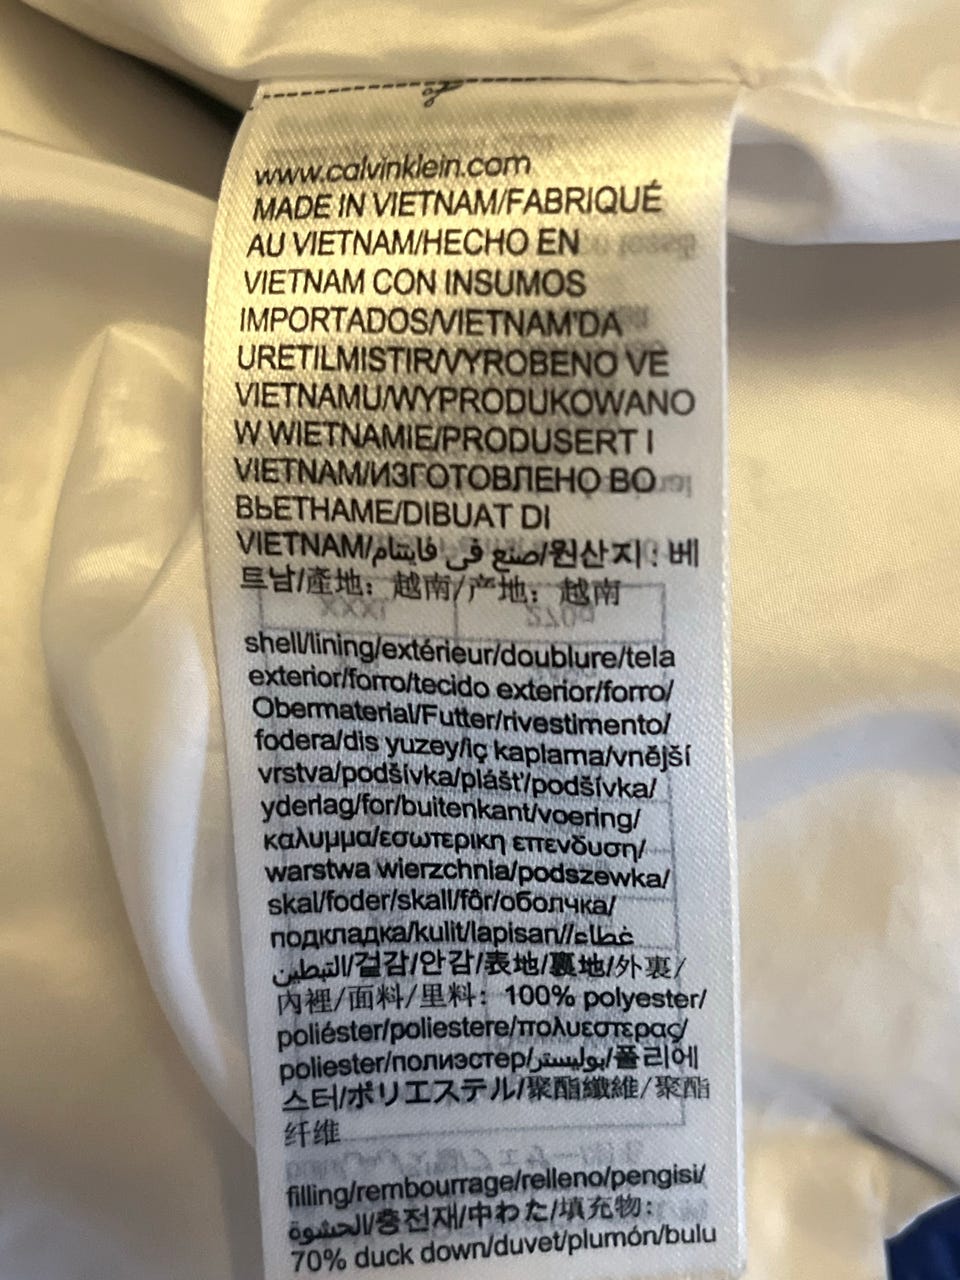 www.calvinklein.com
MADE IN VIETNAM/FABRIQUÉ
AU VIETNAM/HECHO EN
VIETNAM CON INSUMOS
IMPORTADOS/VIETNAM'DA
URETILMISTIR/VYROBENO VE
VIETNAMU/WYPRODUKOWANO
W WIETNAMIE/PRODUSERT I
VIETNAM/ИЗГОТОВЛЕНО ВО
ВЬЕТНАМЕ/DIBUAT DI
VIETNAM/صنع في فايتنام/원산지 : 베
트남/產地：越南/产地：越南
shell/lining/extérieur/doublure/tela
exterior/forro/tecido exterior/forro/
Obermaterial/Futter/rivestimento/
fodera/dis yuzey/iç kaplama/vnější
vrstva/podšívka/plášť/podšívka/
yderlag/for/buitenkant/voering/
καλυμμα/εσωτερικη επενδυση/
warstwa wierzchnia/podszewka/
skal/foder/skall/fôr/оболчка/
подкладка/kulit/lapisan//غطاء
التبطين/겉감/안감/表地/裏地/外裏/
內裡/面料/里料：100% polyester/
poliéster/poliestere/πολυεστερας/
poliester/полиэстер/بوليستر/폴리에
스터/ポリエステル/聚酯纖維/聚酯
纤维
filling/rembourrage/relleno/pengisi/
الحشوة/충전재/中わた/填充物:
70% duck down/duvet/plumón/bulu